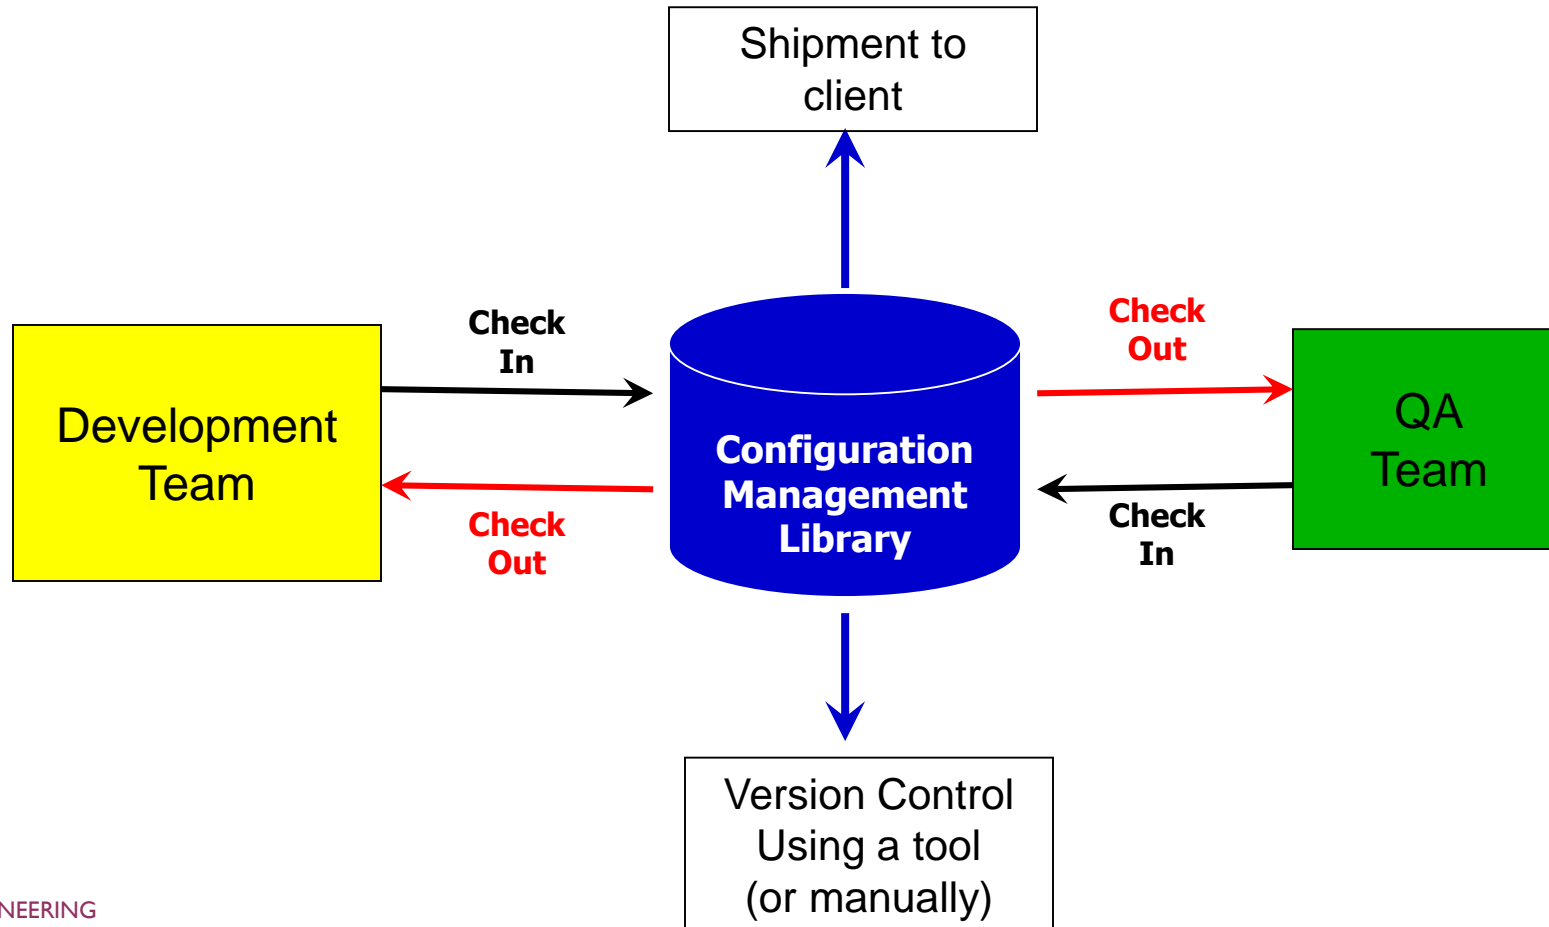 Shipment to
client
Check
In
Check
Out
Development
Team
Configuration
Management
Library
QA
Team
Check
Out
Check
In
Version Control
Using a tool
(or manually)
NEERING